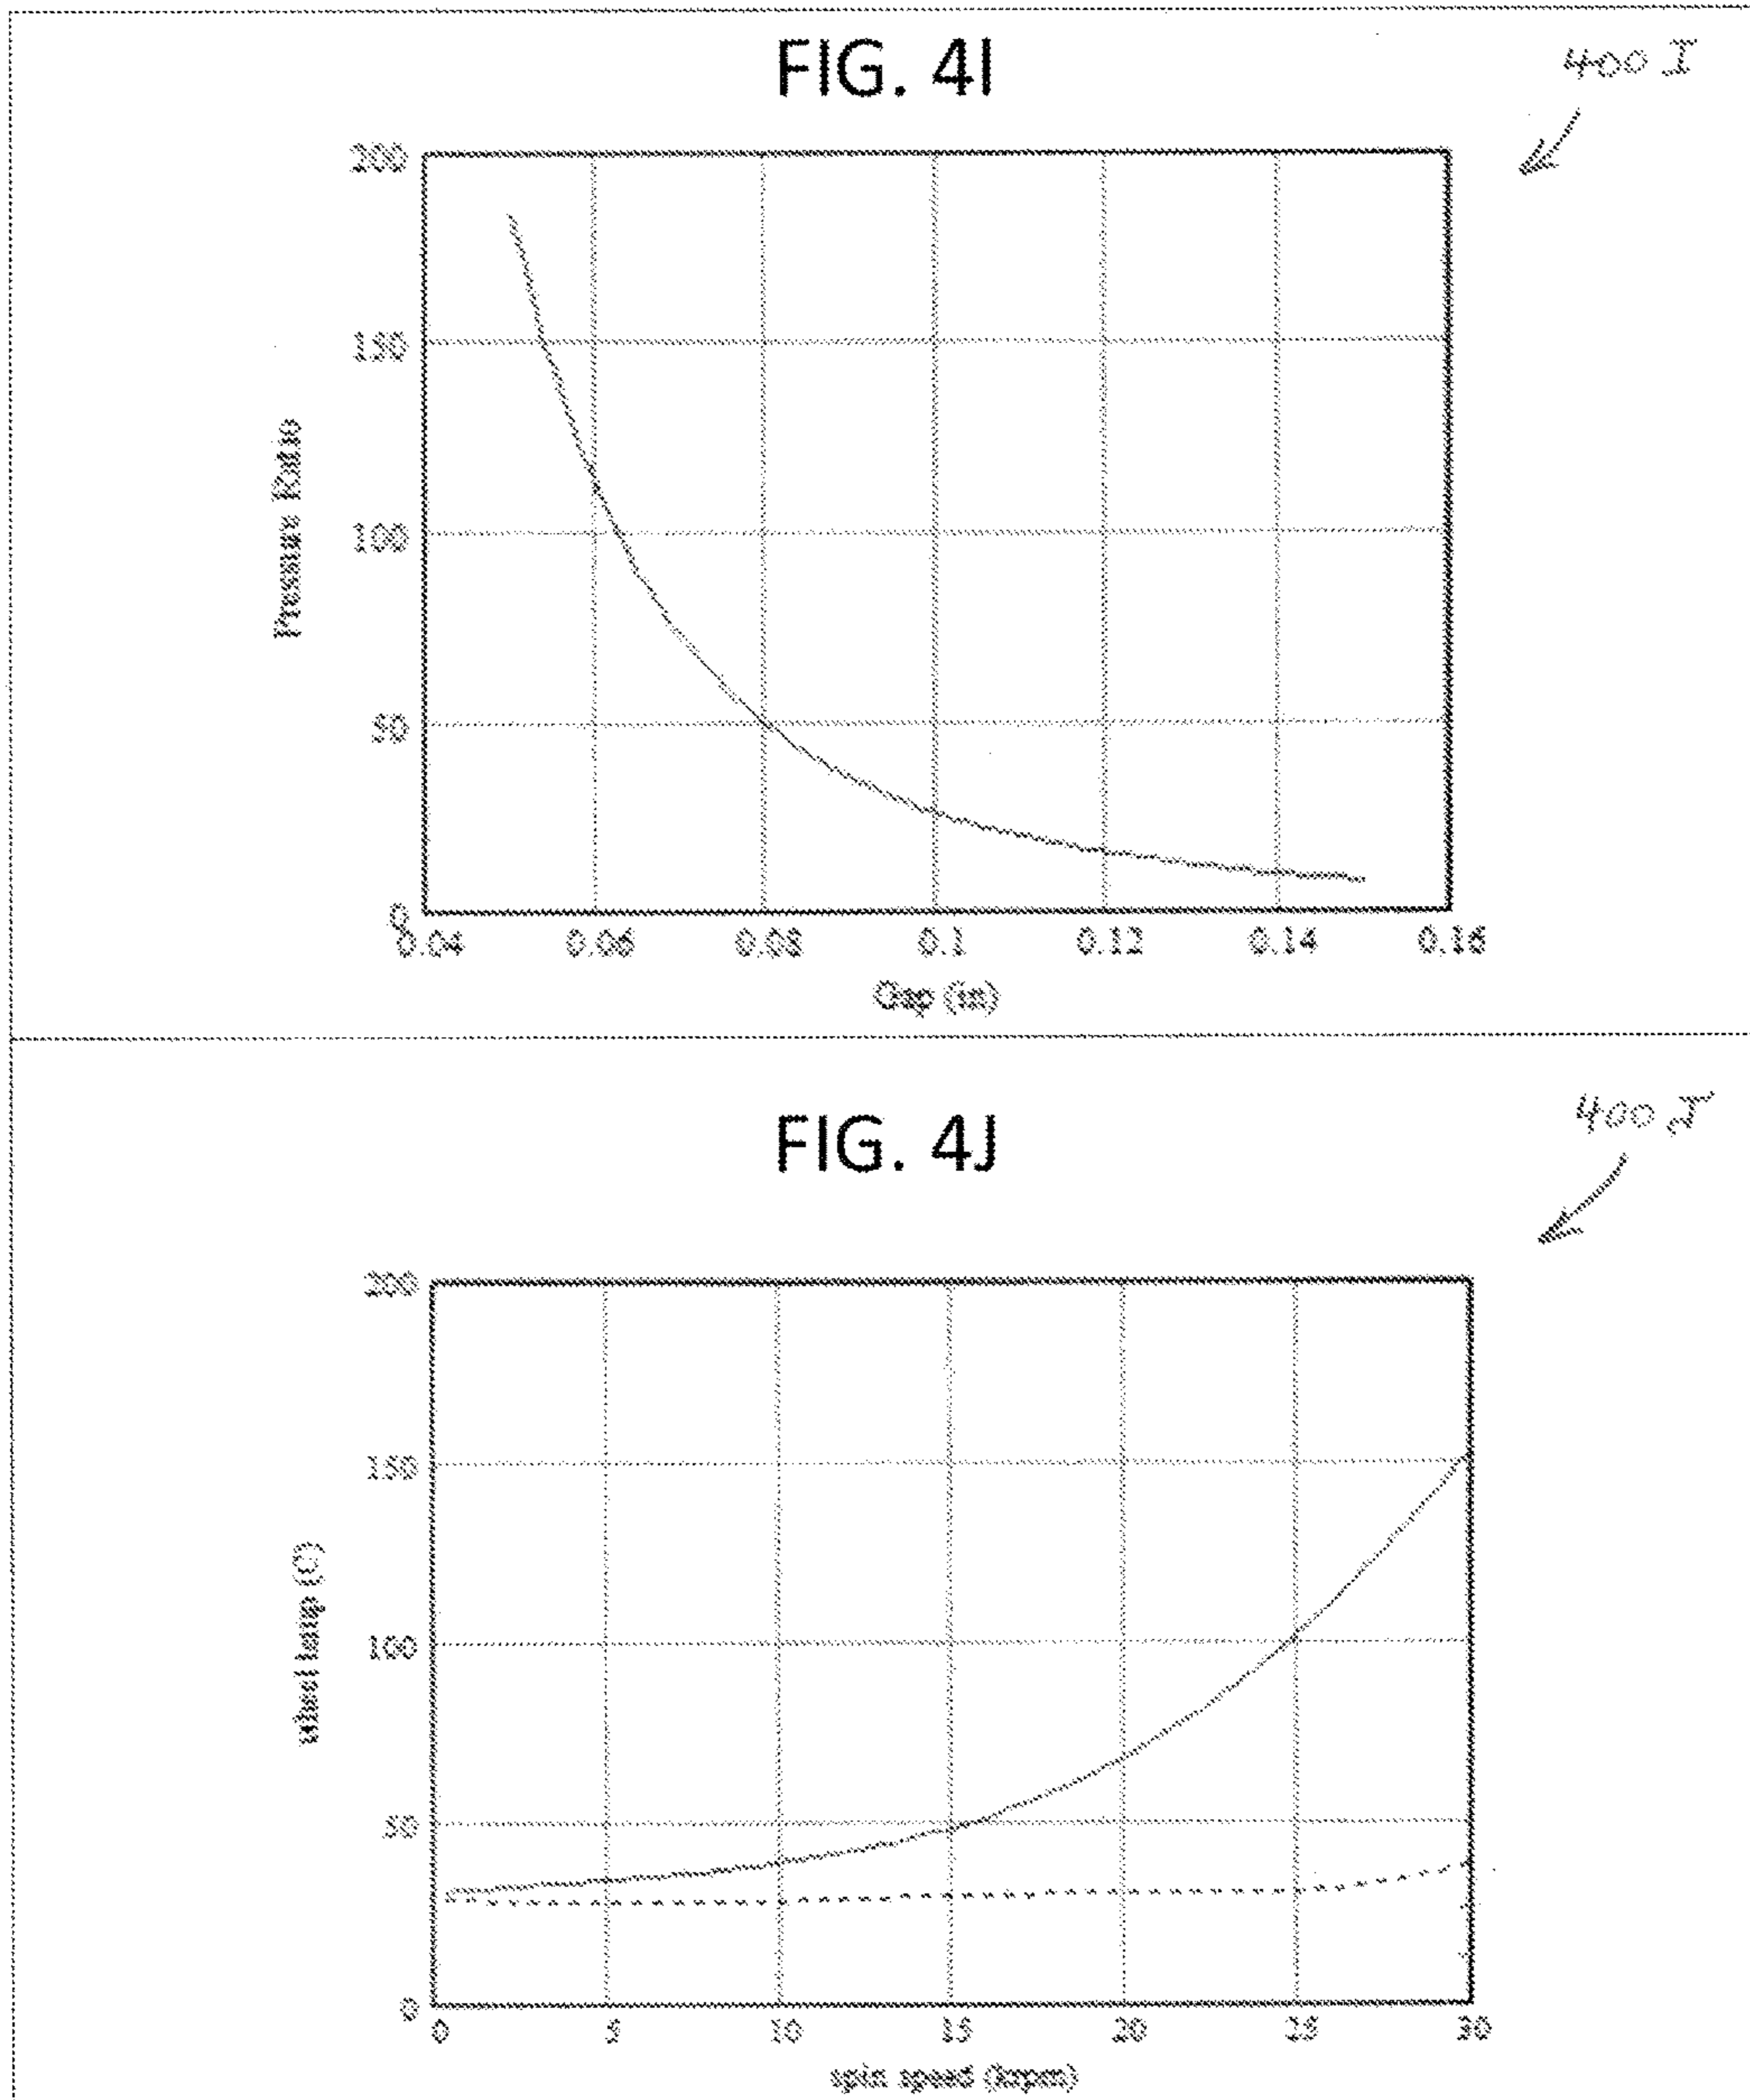 FIG. 4I
400 I
200
150
100
50
0
Pressure Ratio
0.04 0.06 0.08 0.1 0.12 0.14 0.16
Gap (in)
FIG. 4J
400 J
200
150
100
50
0
wheel temp (C)
0 5 10 15 20 25 30
spin speed (krpm)